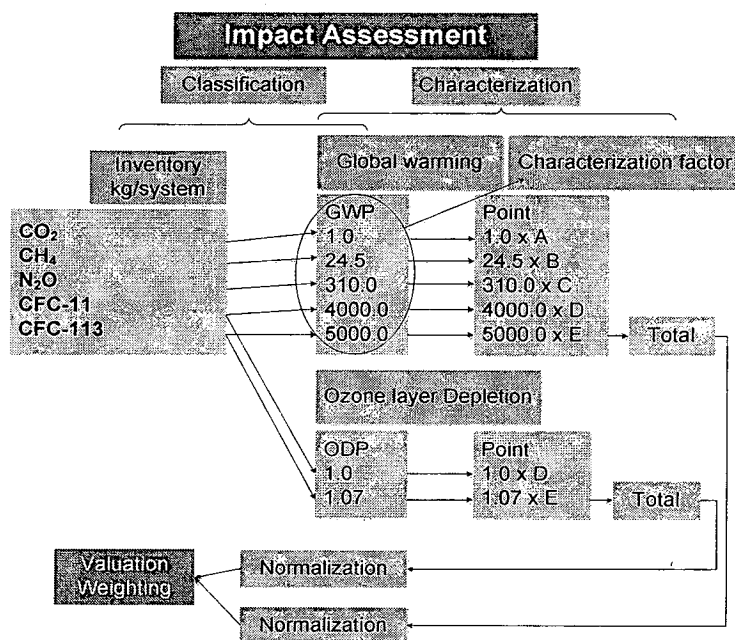 Impact Assessment
Classification
Characterization
Inventory
kg/system
Global warming
Characterization factor
CO₂
CH₄
N₂O
CFC-11
CFC-113
GWP
1.0
24.5
310.0
4000.0
5000.0
Point
1.0 x A
24.5 x B
310.0 x C
4000.0 x D
5000.0 x E
Total
Ozone layer Depletion
ODP
1.0
1.07
Point
1.0 x D
1.07 x E
Total
Valuation
Weighting
Normalization
Normalization